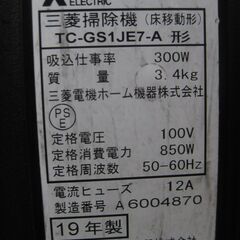 ELECTRIC
三菱掃除機(床移動形)
TC-GS1JE7-A 形
吸込仕事率 300W
質量 3.4kg
三菱電機ホーム機器株式会社
PS
E
定格電圧 100V
定格消費電力 850W
定格周波数 50-60Hz
電流ヒューズ 12A
製造番号 A6004870
19年製